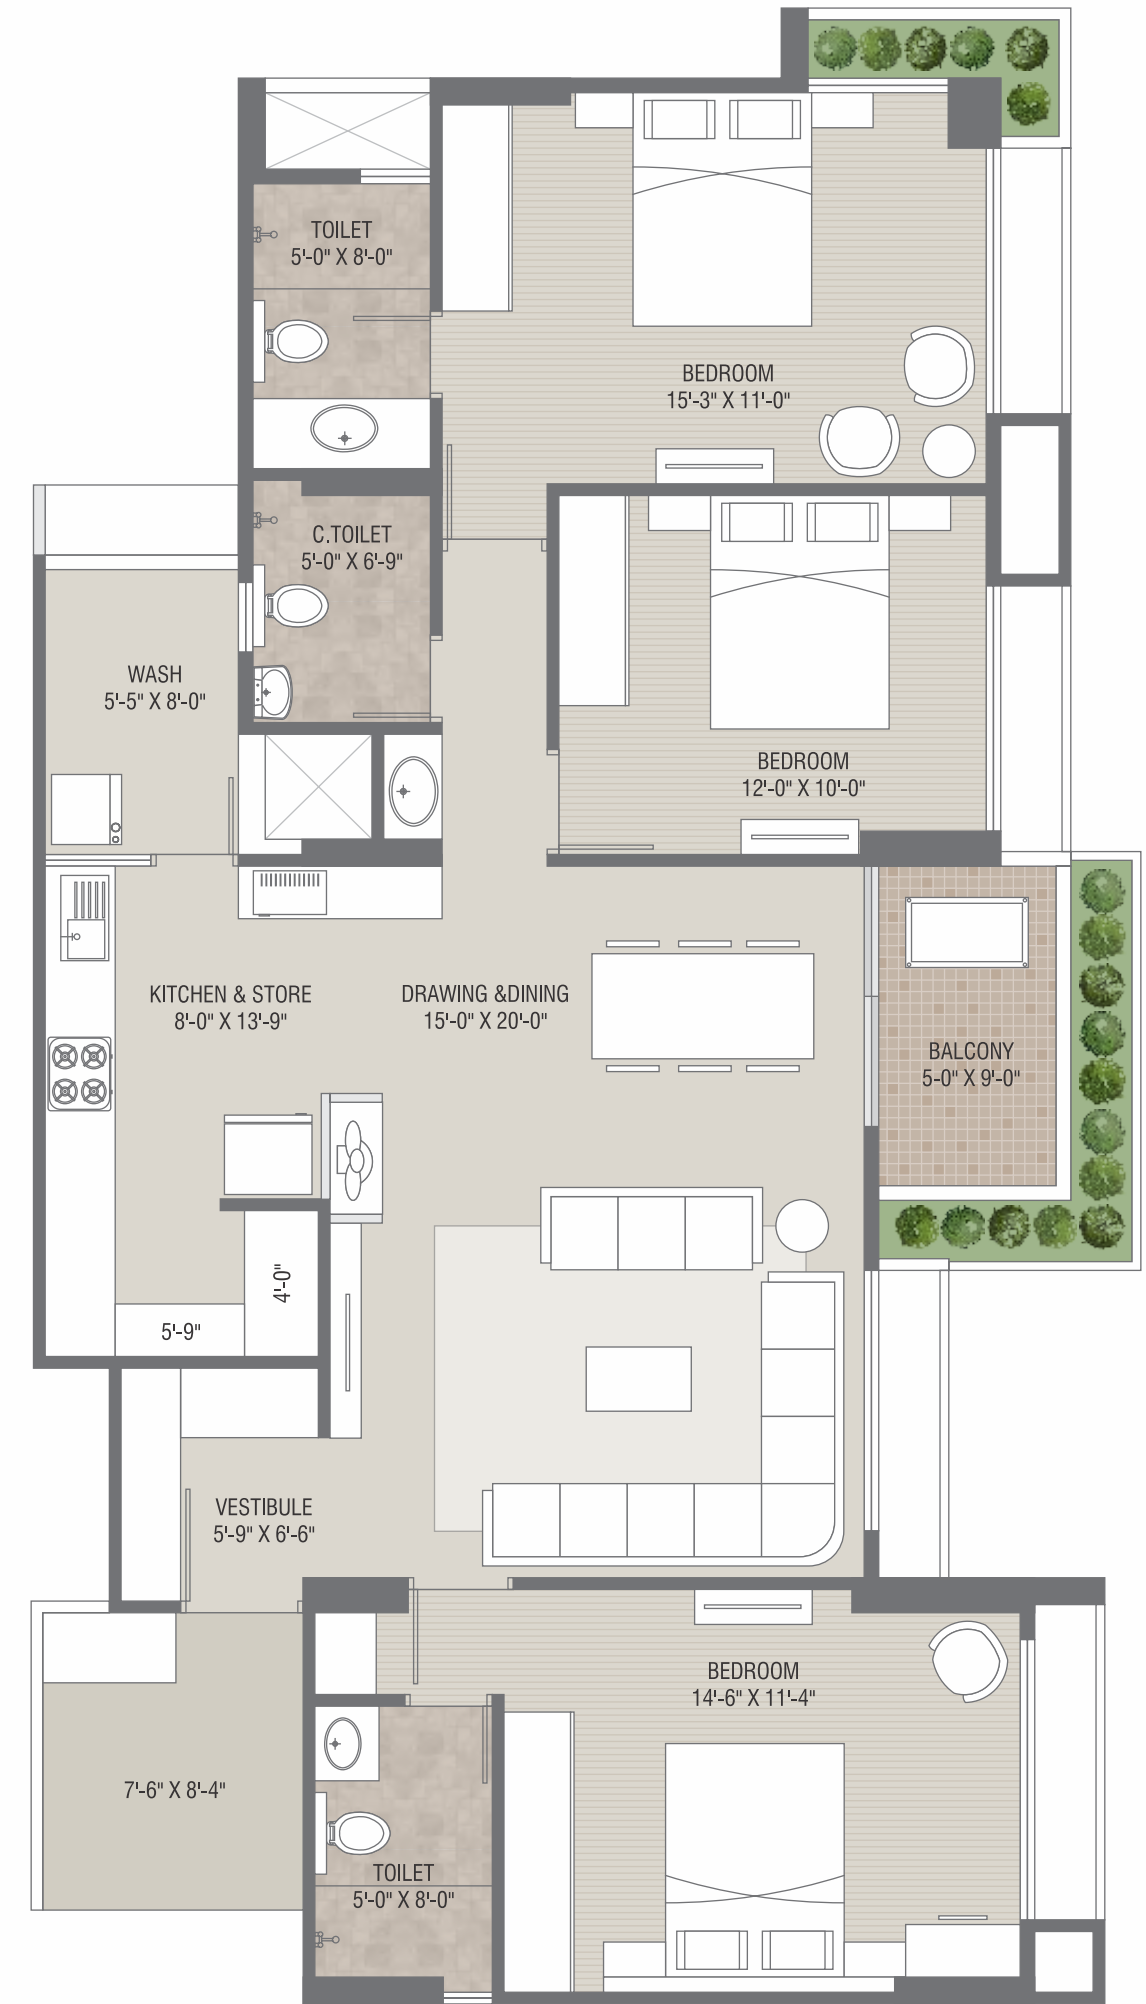 TOILET
5'-0" X 8'-0"
BEDROOM
15'-3" X 11'-0"
C.TOILET
5'-0" X 6'-9"
WASH
5'-5" X 8'-0"
BEDROOM
12'-0" X 10'-0"
KITCHEN & STORE
8'-0" X 13'-9"
DRAWING &DINING
15'-0" X 20'-0"
BALCONY
5-0" X 9'-0"
4'-0"
5'-9"
VESTIBULE
5'-9" X 6'-6"
BEDROOM
14'-6" X 11'-4"
7'-6" X 8'-4"
TOILET
5'-0" X 8'-0"